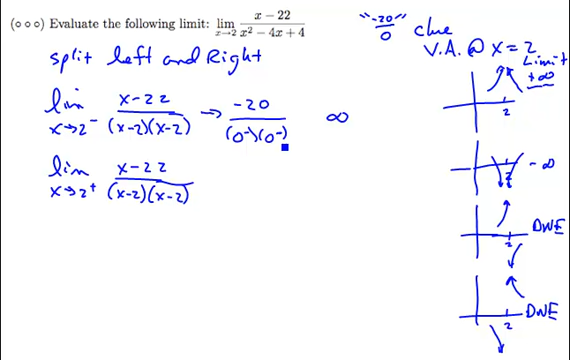 (∘∘∘) Evaluate the following limit: lim x→2 (x − 22)/(x² − 4x + 4)
"-20"/0 clue
V.A. @ x = 2
split left and Right
Limit
+∞
2
lim x→2⁻ (x-22)/((x-2)(x-2)) → -20/((0⁻)(0⁻)) ∞
lim x→2⁺ (x-22)/((x-2)(x-2))
2
-∞
2
DNE
2
DNE